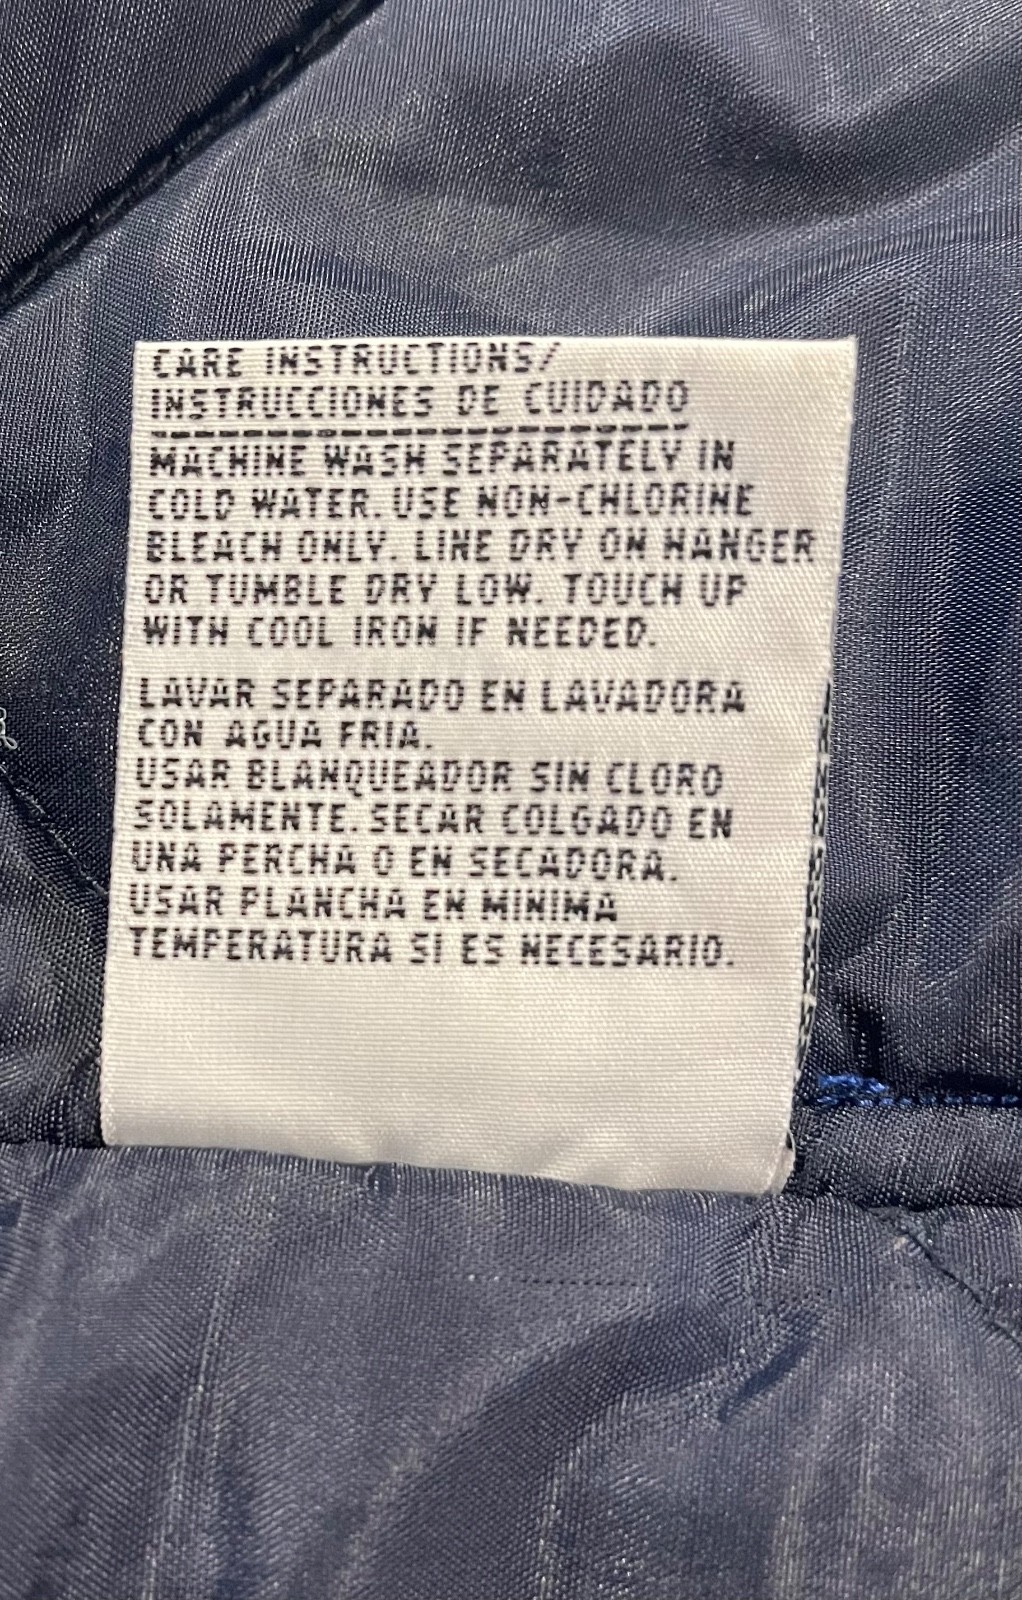 CARE INSTRUCTIONS/
INSTRUCCIONES DE CUIDADO
MACHINE WASH SEPARATELY IN
COLD WATER. USE NON-CHLORINE
BLEACH ONLY. LINE DRY ON HANGER
OR TUMBLE DRY LOW. TOUCH UP
WITH COOL IRON IF NEEDED.
LAVAR SEPARADO EN LAVADORA
CON AGUA FRIA.
USAR BLANQUEADOR SIN CLORO
SOLAMENTE. SECAR COLGADO EN
UNA PERCHA O EN SECADORA.
USAR PLANCHA EN MINIMA
TEMPERATURA SI ES NECESARIO.